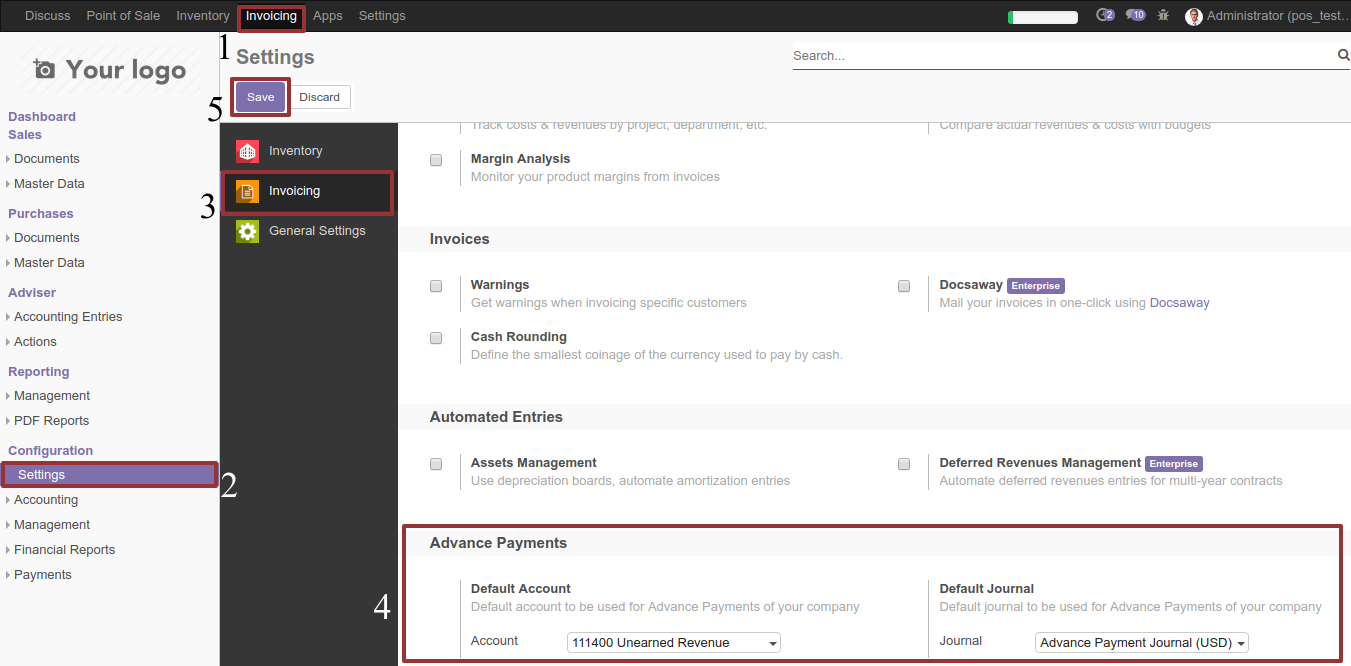 Discuss Point of Sale Inventory Invoicing Apps Settings 2 10 Administrator (pos_test...
1
Your logo
Settings
Search...
5
Save Discard
Dashboard
Sales
Documents
Master Data
Purchases
Documents
Master Data
Adviser
Accounting Entries
Actions
Reporting
Management
PDF Reports
Configuration
Settings
2
Accounting
Management
Financial Reports
Payments
Inventory
3
Invoicing
General Settings
Track costs & revenues by project, department, etc.
Compare actual revenues & costs with budgets
Margin Analysis
Monitor your product margins from invoices
Invoices
Warnings
Get warnings when invoicing specific customers
Docsaway Enterprise
Mail your invoices in one-click using Docsaway
Cash Rounding
Define the smallest coinage of the currency used to pay by cash.
Automated Entries
Assets Management
Use depreciation boards, automate amortization entries
Deferred Revenues Management Enterprise
Automate deferred revenues entries for multi-year contracts
4
Advance Payments
Default Account
Default account to be used for Advance Payments of your company
Account 111400 Unearned Revenue
Default Journal
Default journal to be used for Advance Payments of your company
Journal Advance Payment Journal (USD)